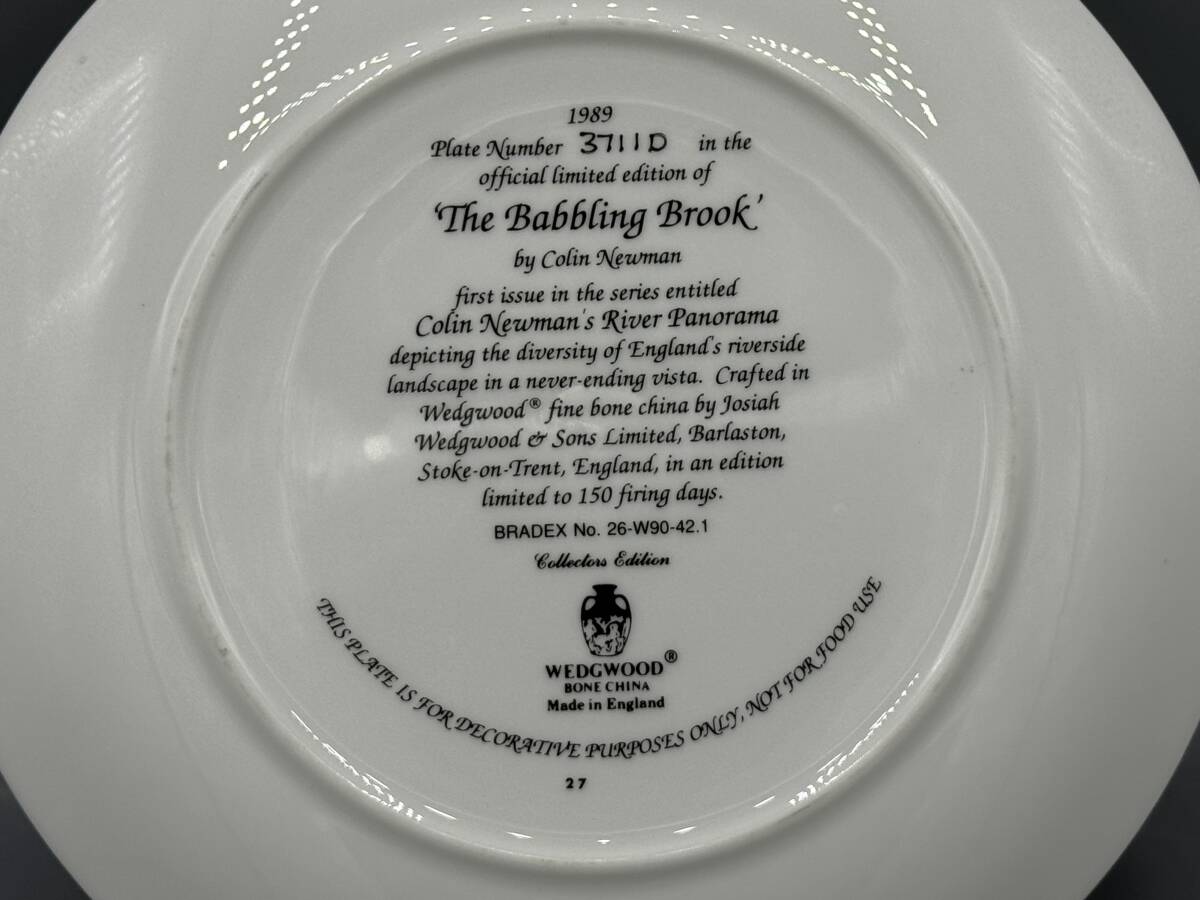 1989
Plate Number 3711D in the
official limited edition of
‘The Babbling Brook’
by Colin Newman
first issue in the series entitled
Colin Newman's River Panorama
depicting the diversity of England's riverside
landscape in a never-ending vista. Crafted in
Wedgwood® fine bone china by Josiah
Wedgwood & Sons Limited, Barlaston,
Stoke-on-Trent, England, in an edition
limited to 150 firing days.
BRADEX No. 26-W90-42.1
Collectors Edition
WEDGWOOD®
BONE CHINA
Made in England
THIS PLATE IS FOR DECORATIVE PURPOSES ONLY, NOT FOR FOOD USE
27